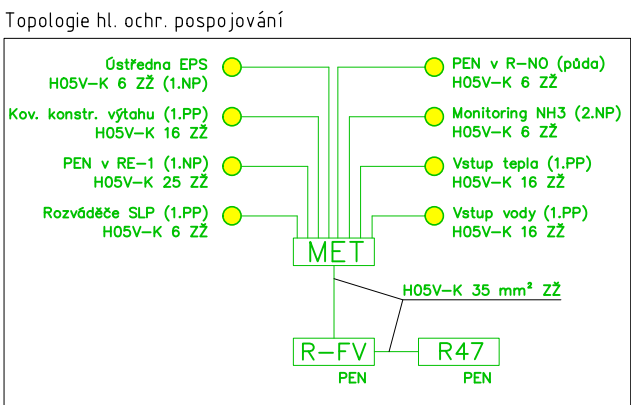 Topologie hl. ochr. pospojování
Ústředna EPS
H05V-K 6 ZŽ (1.NP)
Kov. konstr. výtahu (1.PP)
H05V-K 16 ZŽ
PEN v RE-1 (1.NP)
H05V-K 25 ZŽ
Rozváděče SLP (1.PP)
H05V-K 6 ZŽ
PEN v R-NO (půda)
H05V-K 6 ZŽ
Monitoring NH3 (2.NP)
H05V-K 6 ZŽ
Vstup tepla (1.PP)
H05V-K 16 ZŽ
Vstup vody (1.PP)
H05V-K 16 ZŽ
MET
H05V-K 35 mm² ZŽ
R-FV
R47
PEN
PEN